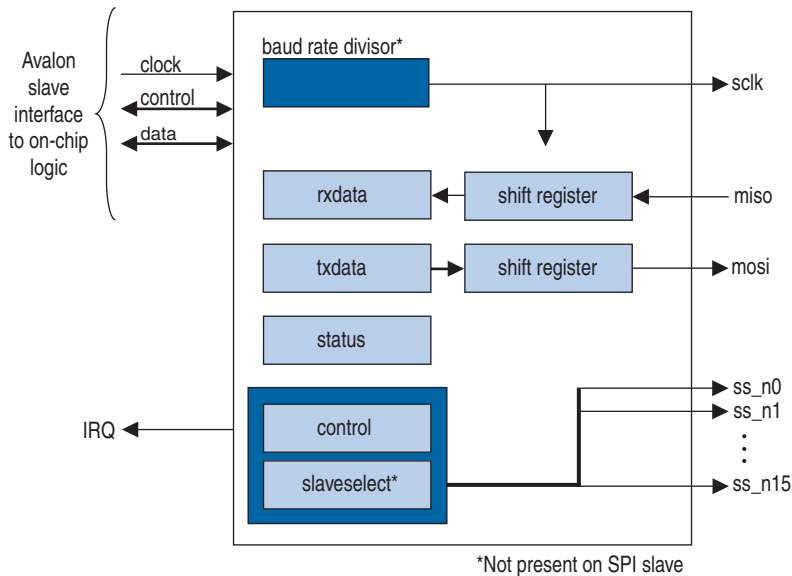 Avalon
slave
interface
to on-chip
logic
clock
control
data
baud rate divisor*
sclk
rxdata
shift register
miso
txdata
shift register
mosi
status
control
slaveselect*
IRQ
ss_n0
ss_n1
ss_n15
*Not present on SPI slave